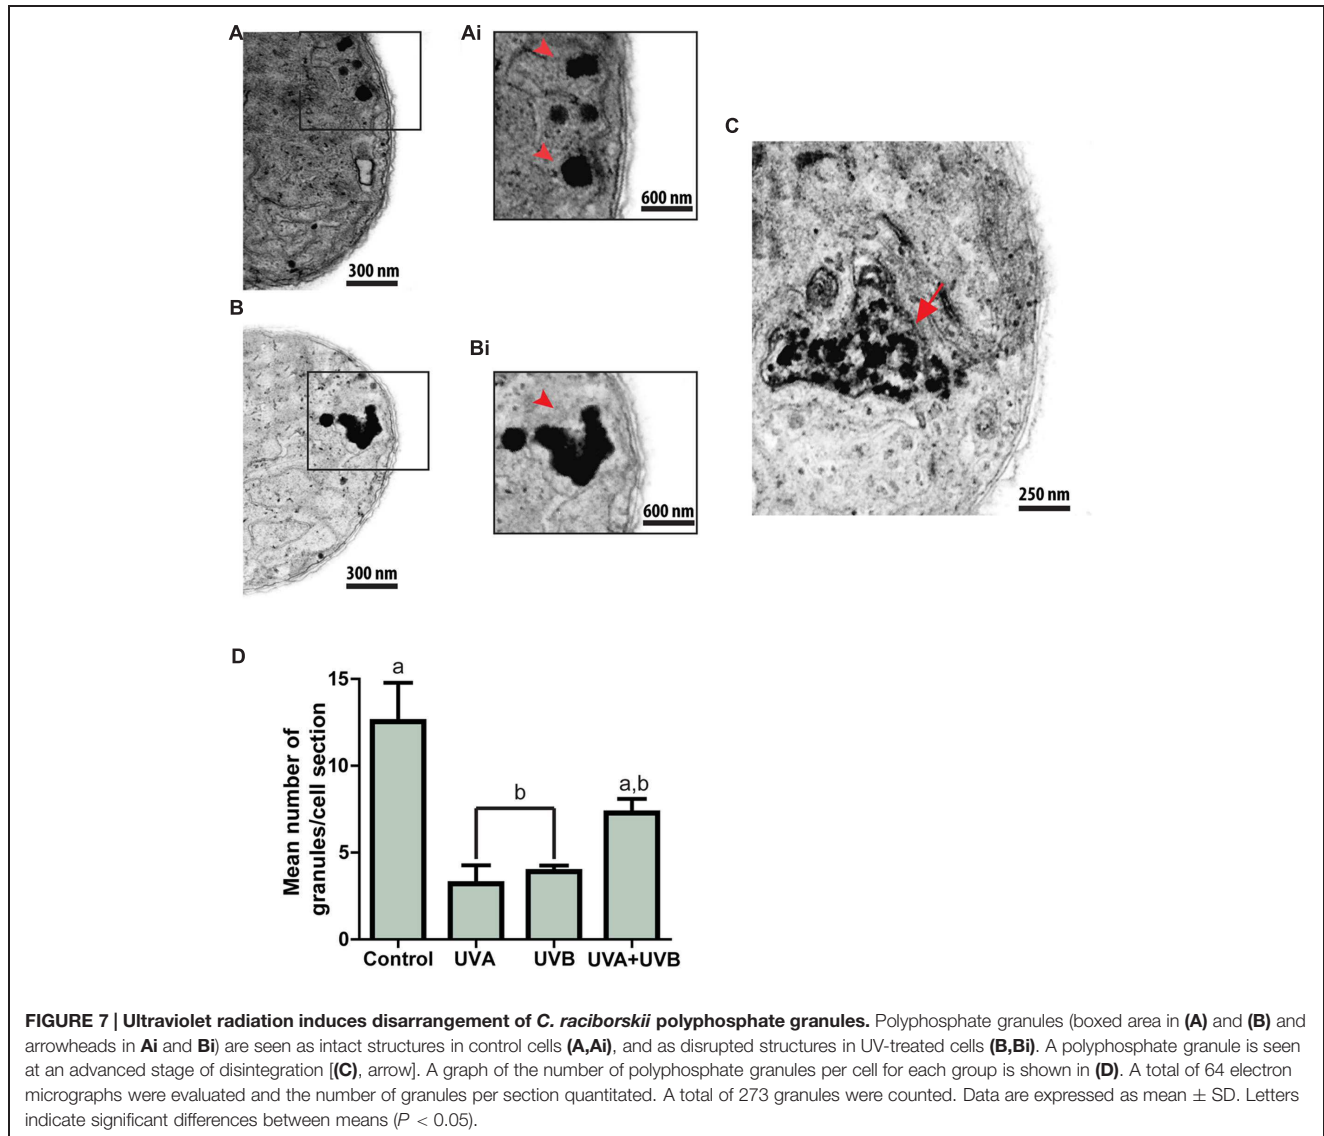 A
Ai
300 nm
600 nm
C
B
Bi
300 nm
600 nm
250 nm
D
Mean number of
granules/cell section
15
10
5
0
a
b
a,b
Control UVA UVB UVA+UVB
FIGURE 7 | Ultraviolet radiation induces disarrangement of C. raciborskii polyphosphate granules. Polyphosphate granules (boxed area in (A) and (B) and
arrowheads in Ai and Bi) are seen as intact structures in control cells (A,Ai), and as disrupted structures in UV-treated cells (B,Bi). A polyphosphate granule is seen
at an advanced stage of disintegration [(C), arrow]. A graph of the number of polyphosphate granules per cell for each group is shown in (D). A total of 64 electron
micrographs were evaluated and the number of granules per section quantitated. A total of 273 granules were counted. Data are expressed as mean ± SD. Letters
indicate significant differences between means (P < 0.05).